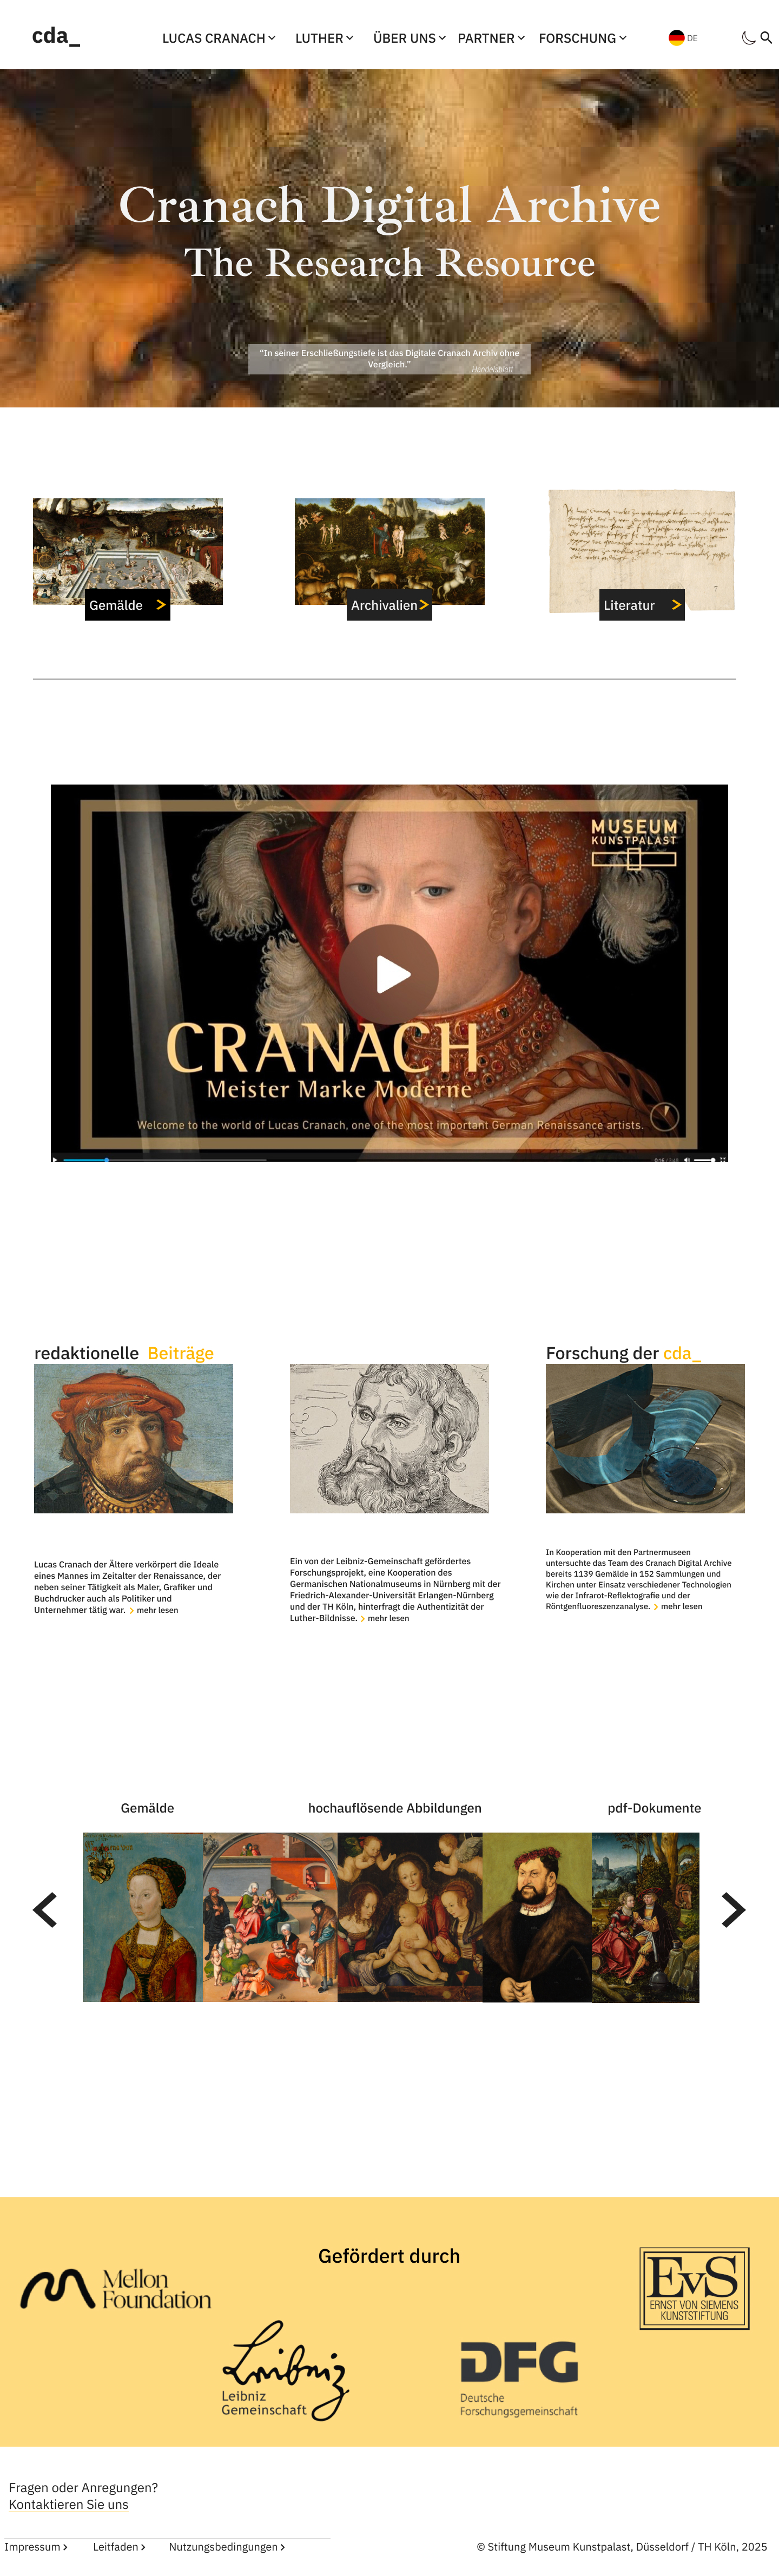 cda_
LUCAS CRANACH
LUTHER
ÜBER UNS
PARTNER
FORSCHUNG
DE
Cranach Digital Archive
The Research Resource
"In seiner Erschließungstiefe ist das Digitale Cranach Archiv ohne
Vergleich."
Handelsblatt
Gemälde
Archivalien
Literatur
MUSEUM
KUNSTPALAST
CRANACH
Meister Marke Moderne
Welcome to the world of Lucas Cranach, one of the most important German Renaissance artists.
redaktionelle Beiträge
Lucas Cranach der Ältere verkörpert die Ideale
eines Mannes im Zeitalter der Renaissance, der
neben seiner Tätigkeit als Maler, Grafiker und
Buchdrucker auch als Politiker und
Unternehmer tätig war. > mehr lesen
Ein von der Leibniz-Gemeinschaft gefördertes
Forschungsprojekt, eine Kooperation des
Germanischen Nationalmuseums in Nürnberg mit der
Friedrich-Alexander-Universität Erlangen-Nürnberg
und der TH Köln, hinterfragt die Authentizität der
Luther-Bildnisse. > mehr lesen
Forschung der cda_
In Kooperation mit den Partnermuseen
untersuchte das Team des Cranach Digital Archive
bereits 1139 Gemälde in 152 Sammlungen und
Kirchen unter Einsatz verschiedener Technologien
wie der Infrarot-Reflektografie und der
Röntgenfluoreszenzanalyse. > mehr lesen
Gemälde
hochauflösende Abbildungen
pdf-Dokumente
Gefördert durch
Mellon
Foundation
EvS
ERNST VON SIEMENS
KUNSTSTIFTUNG
Leibniz
Leibniz
Gemeinschaft
DFG
Deutsche
Forschungsgemeinschaft
Fragen oder Anregungen?
Kontaktieren Sie uns
Impressum >
Leitfaden >
Nutzungsbedingungen >
© Stiftung Museum Kunstpalast, Düsseldorf / TH Köln, 2025